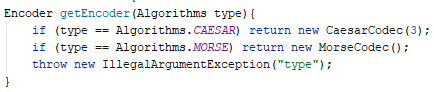 Encoder getEncoder(Algorithms type){
    if (type == Algorithms.CAESAR) return new CaesarCodec(3);
    if (type == Algorithms.MORSE) return new MorseCodec();
    throw new IllegalArgumentException("type");
}